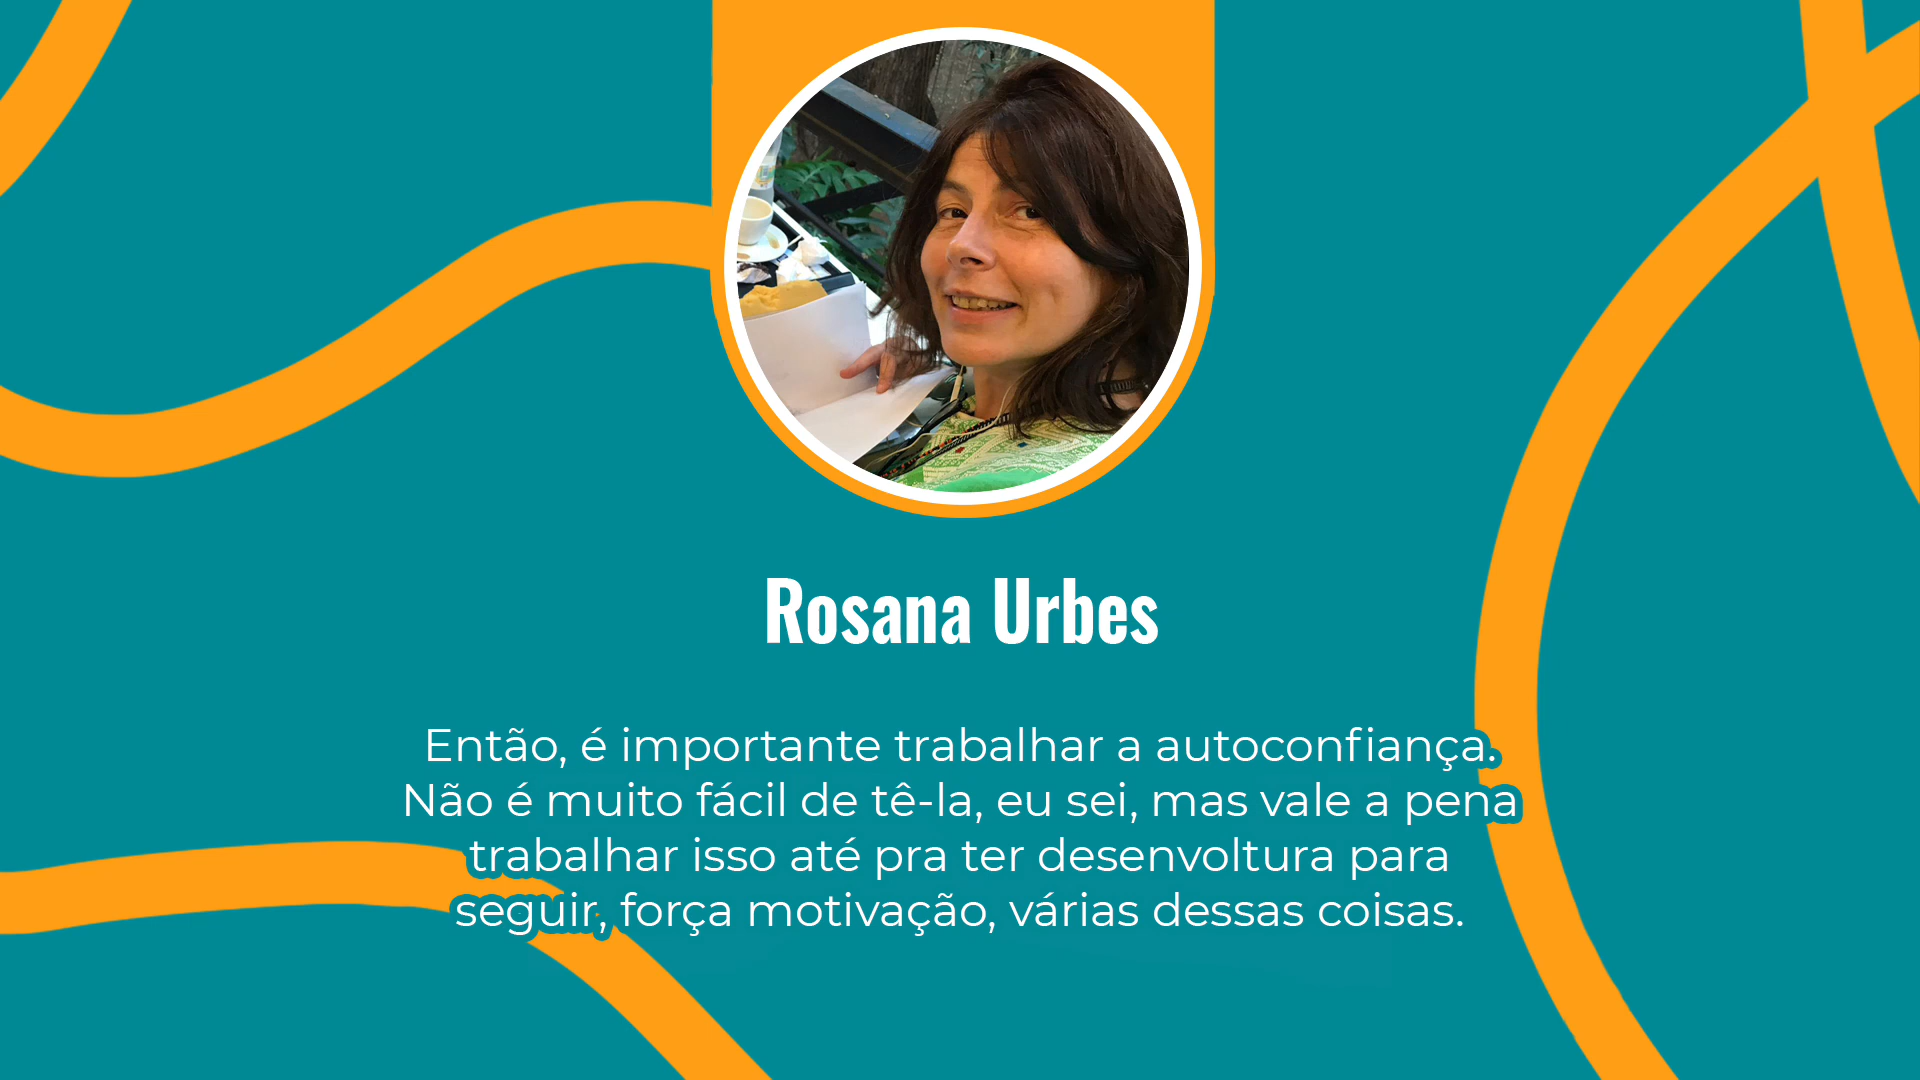 Rosana Urbes
Então, é importante trabalhar a autoconfiança.
Não é muito fácil de tê-la, eu sei, mas vale a pena
trabalhar isso até pra ter desenvoltura para
seguir, força motivação, várias dessas coisas.